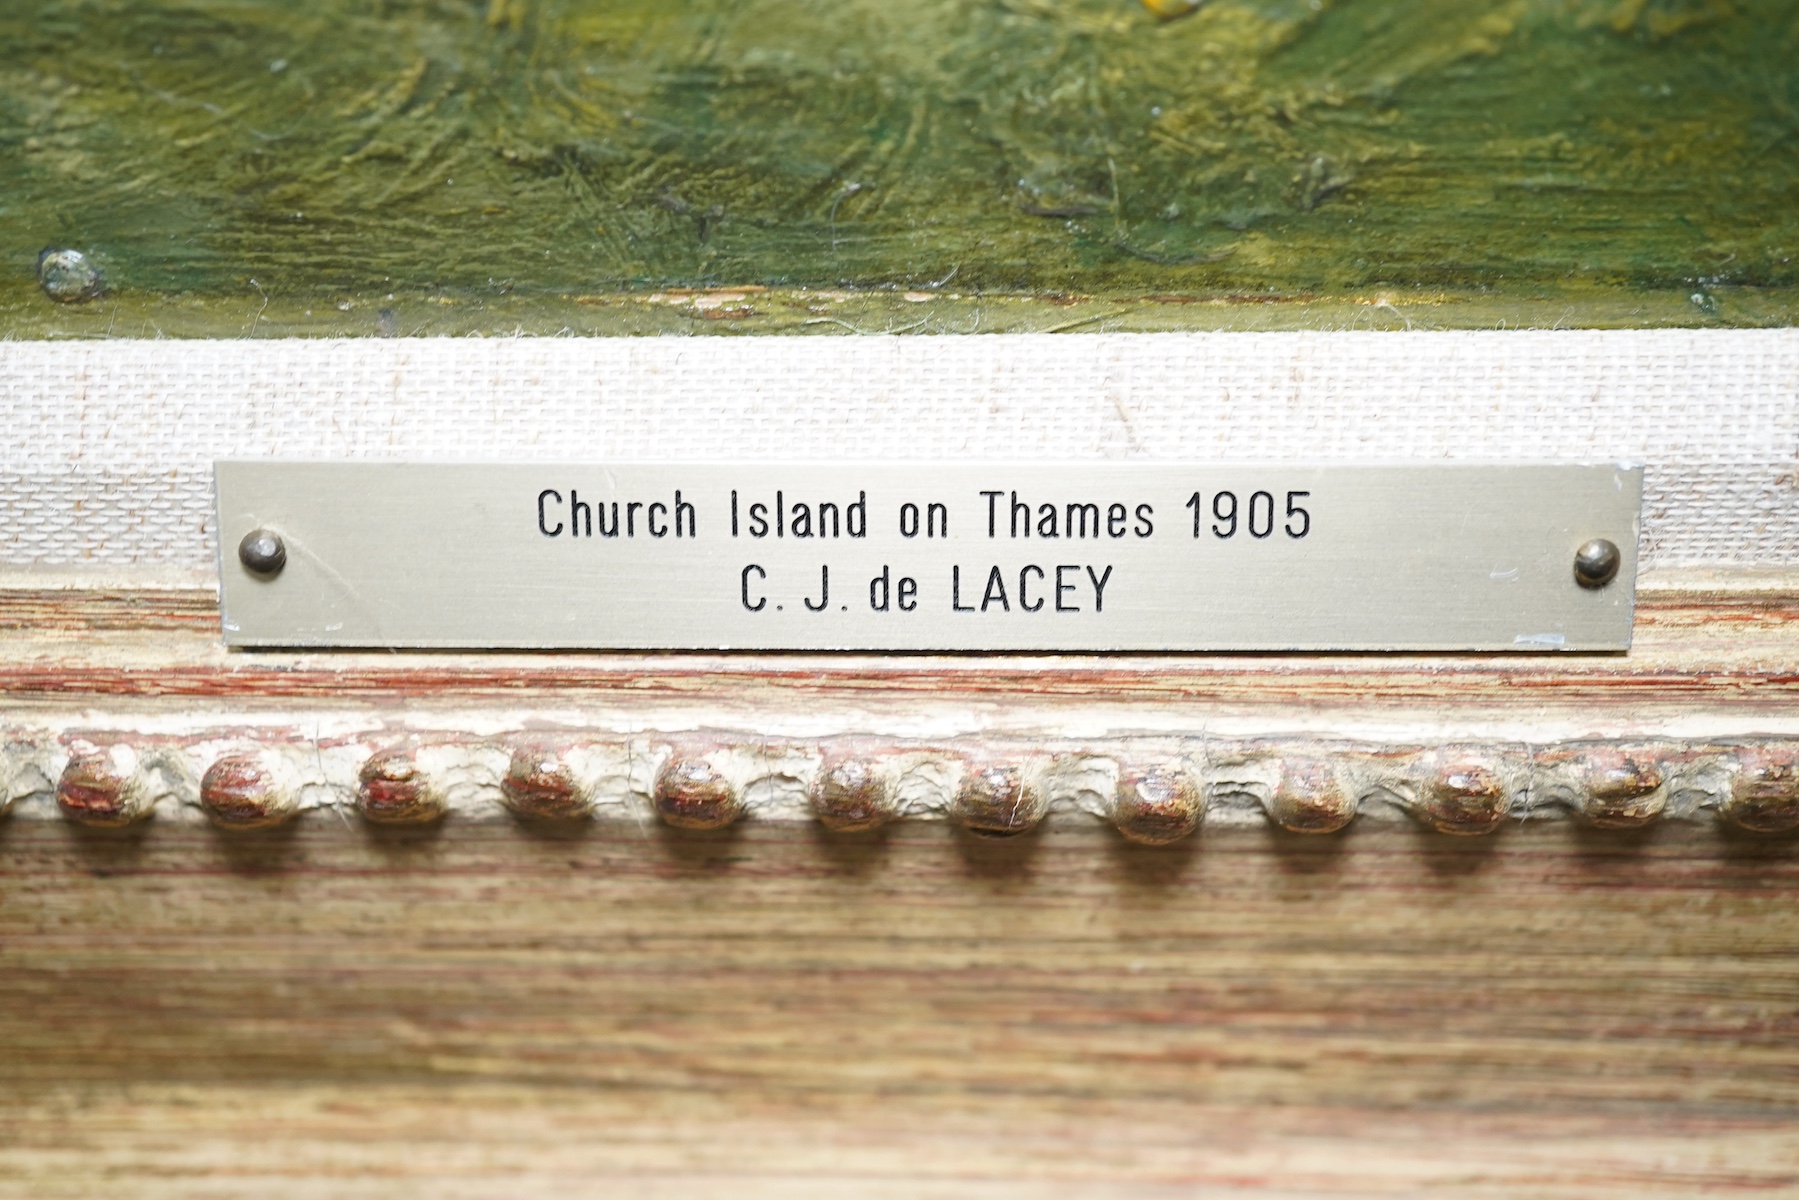 Church Island on Thames 1905
C. J. de LACEY